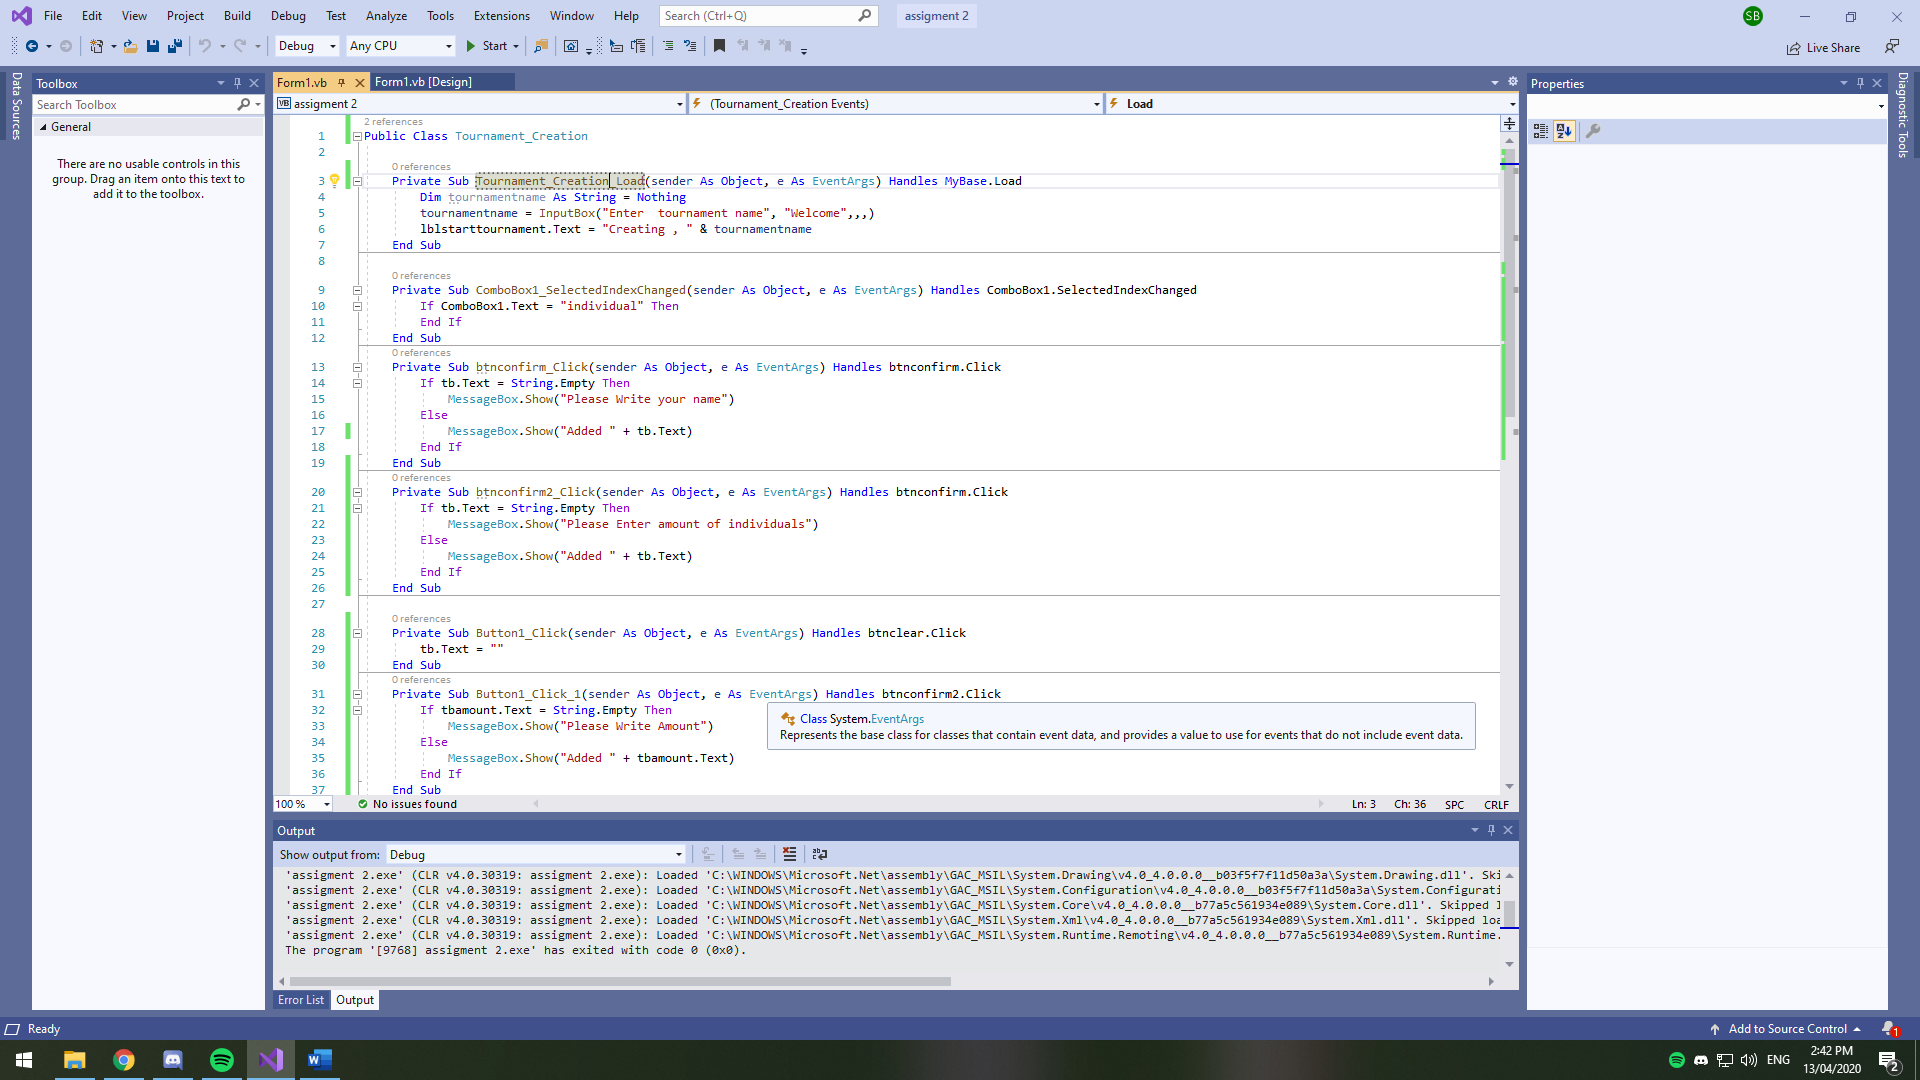 File Edit View Project Build Debug Test Analyze Tools Extensions Window Help Search (Ctrl+Q) assigment 2 SB
Debug Any CPU Start Live Share
Data Sources
Toolbox
Search Toolbox
General
There are no usable controls in this
group. Drag an item onto this text to
add it to the toolbox.
Form1.vb Form1.vb [Design]
VB assigment 2 (Tournament_Creation Events) Load
2 references
1 Public Class Tournament_Creation
2
0 references
3 Private Sub Tournament_Creation_Load(sender As Object, e As EventArgs) Handles MyBase.Load
4 Dim tournamentname As String = Nothing
5 tournamentname = InputBox("Enter  tournament name", "Welcome",,,)
6 lblstarttournament.Text = "Creating , " & tournamentname
7 End Sub
8
0 references
9 Private Sub ComboBox1_SelectedIndexChanged(sender As Object, e As EventArgs) Handles ComboBox1.SelectedIndexChanged
10 If ComboBox1.Text = "individual" Then
11 End If
12 End Sub
0 references
13 Private Sub btnconfirm_Click(sender As Object, e As EventArgs) Handles btnconfirm.Click
14 If tb.Text = String.Empty Then
15 MessageBox.Show("Please Write your name")
16 Else
17 MessageBox.Show("Added " + tb.Text)
18 End If
19 End Sub
0 references
20 Private Sub btnconfirm2_Click(sender As Object, e As EventArgs) Handles btnconfirm.Click
21 If tb.Text = String.Empty Then
22 MessageBox.Show("Please Enter amount of individuals")
23 Else
24 MessageBox.Show("Added " + tb.Text)
25 End If
26 End Sub
27
0 references
28 Private Sub Button1_Click(sender As Object, e As EventArgs) Handles btnclear.Click
29 tb.Text = ""
30 End Sub
0 references
31 Private Sub Button1_Click_1(sender As Object, e As EventArgs) Handles btnconfirm2.Click
32 If tbamount.Text = String.Empty Then
33 MessageBox.Show("Please Write Amount")
34 Else
35 MessageBox.Show("Added " + tbamount.Text)
36 End If
37 End Sub
Class System.EventArgs
Represents the base class for classes that contain event data, and provides a value to use for events that do not include event data.
100 % No issues found Ln: 3 Ch: 36 SPC CRLF
Output
Show output from: Debug
'assigment 2.exe' (CLR v4.0.30319: assigment 2.exe): Loaded 'C:\WINDOWS\Microsoft.Net\assembly\GAC_MSIL\System.Drawing\v4.0_4.0.0.0__b03f5f7f11d50a3a\System.Drawing.dll'. Ski
'assigment 2.exe' (CLR v4.0.30319: assigment 2.exe): Loaded 'C:\WINDOWS\Microsoft.Net\assembly\GAC_MSIL\System.Configuration\v4.0_4.0.0.0__b03f5f7f11d50a3a\System.Configurati
'assigment 2.exe' (CLR v4.0.30319: assigment 2.exe): Loaded 'C:\WINDOWS\Microsoft.Net\assembly\GAC_MSIL\System.Core\v4.0_4.0.0.0__b77a5c561934e089\System.Core.dll'. Skipped l
'assigment 2.exe' (CLR v4.0.30319: assigment 2.exe): Loaded 'C:\WINDOWS\Microsoft.Net\assembly\GAC_MSIL\System.Xml\v4.0_4.0.0.0__b77a5c561934e089\System.Xml.dll'. Skipped loa
'assigment 2.exe' (CLR v4.0.30319: assigment 2.exe): Loaded 'C:\WINDOWS\Microsoft.Net\assembly\GAC_MSIL\System.Runtime.Remoting\v4.0_4.0.0.0__b77a5c561934e089\System.Runtime.
The program '[9768] assigment 2.exe' has exited with code 0 (0x0).
Error List Output
Properties
Diagnostic Tools
Ready Add to Source Control 1
ENG
2:42 PM
13/04/2020
2